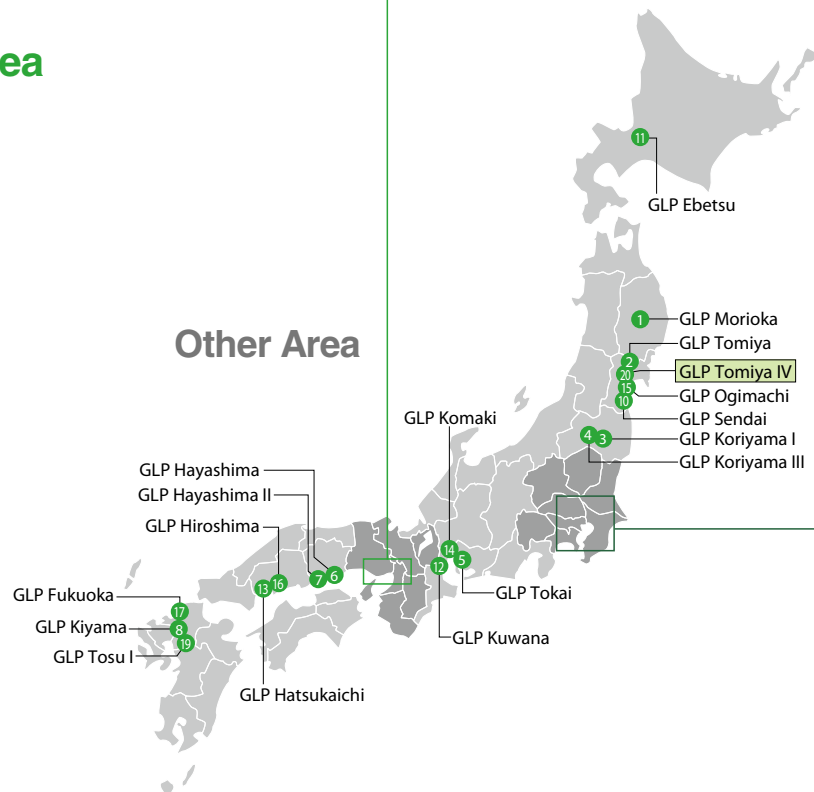 ea
Other Area
11
GLP Ebetsu
1
GLP Morioka
2
GLP Tomiya
20
GLP Tomiya IV
15
GLP Ogimachi
10
GLP Sendai
4
3
GLP Koriyama I
GLP Koriyama III
GLP Komaki
GLP Hayashima
GLP Hayashima II
GLP Hiroshima
14
5
12
6
7
16
13
GLP Tokai
GLP Fukuoka
17
GLP Kiyama
8
GLP Tosu I
19
GLP Kuwana
GLP Hatsukaichi